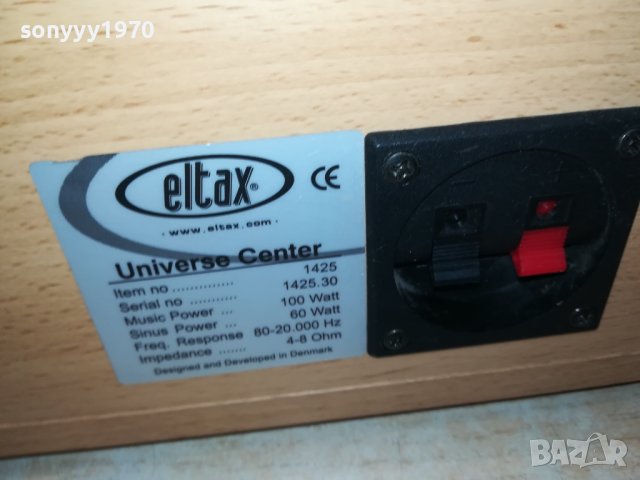 sonyyy1970
eltax®
CE
· www.eltax.com ·
Universe Center
Item no .............. 1425
Serial no ........... 1425.30
Music Power ... 100 Watt
Sinus Power ... 60 Watt
Freq. Response 80-20.000 Hz
Impedance ....... 4-8 Ohm
Designed and Developed in Denmark
− +
BAZAR
bg